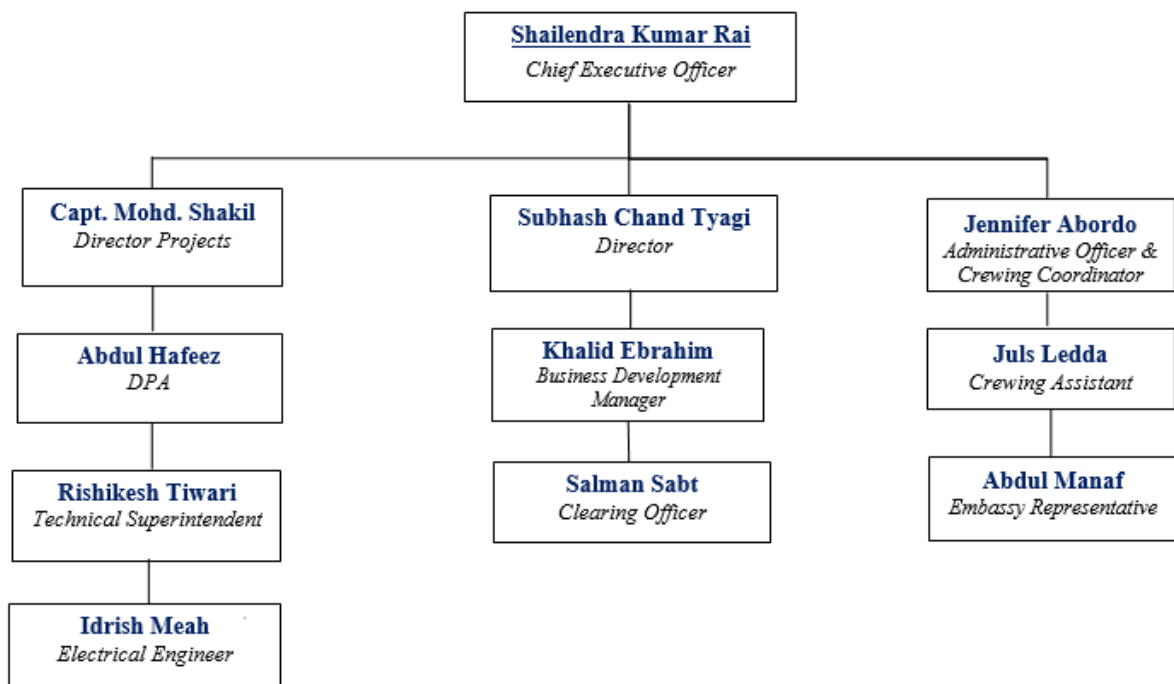 Shailendra Kumar Rai
Chief Executive Officer
Capt. Mohd. Shakil
Director Projects
Subhash Chand Tyagi
Director
Jennifer Abordo
Administrative Officer &
Crewing Coordinator
Abdul Hafeez
DPA
Khalid Ebrahim
Business Development
Manager
Juls Ledda
Crewing Assistant
Rishikesh Tiwari
Technical Superintendent
Salman Sabt
Clearing Officer
Abdul Manaf
Embassy Representative
Idrish Meah
Electrical Engineer